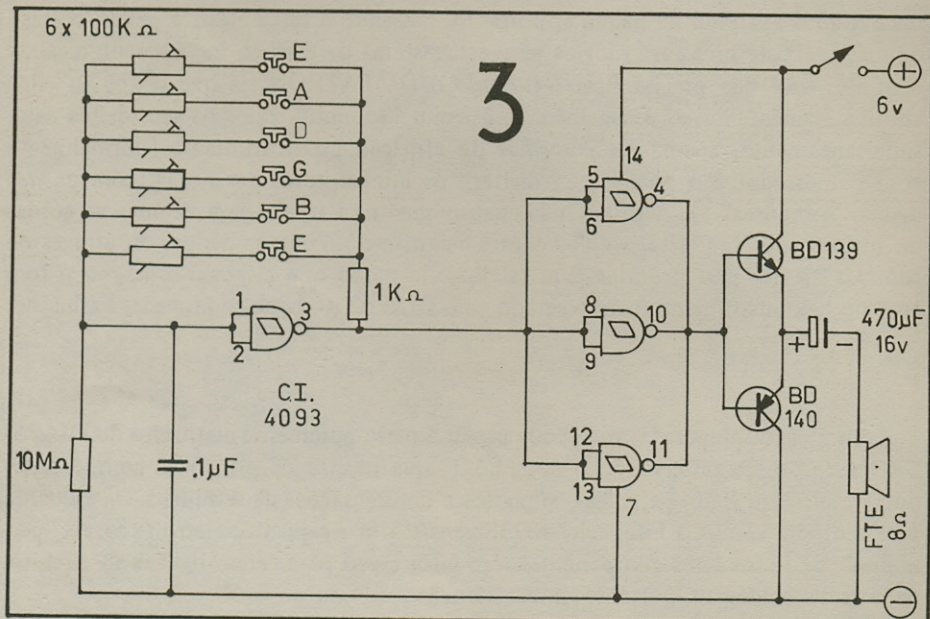 6 x 100K Ω
E
A
D
G
B
E
3
1KΩ
1
2
3
C.I.
4093
10MΩ
.1µF
14
5
6
4
8
9
10
12
13
11
7
BD139
BD
140
470µF
16v
+ -
FTE
8Ω
+
6v
-